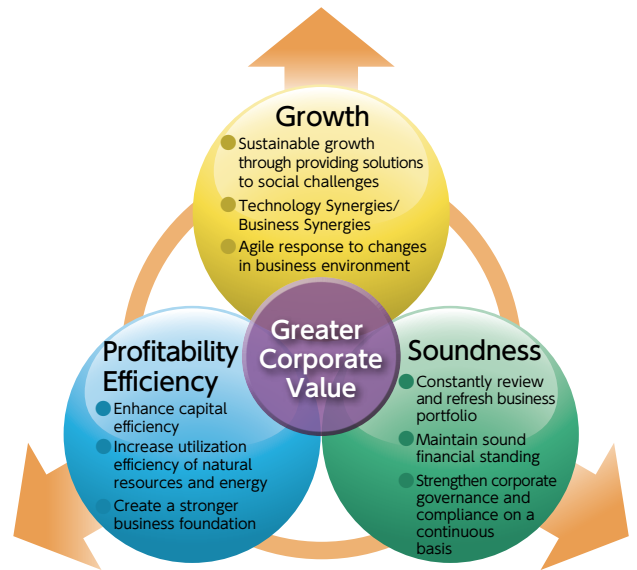 Growth
Sustainable growth
through providing solutions
to social challenges
Technology Synergies/
Business Synergies
Agile response to changes
in business environment
Greater
Corporate
Value
Profitability
Efficiency
Enhance capital
efficiency
Increase utilization
efficiency of natural
resources and energy
Create a stronger
business foundation
Soundness
Constantly review
and refresh business
portfolio
Maintain sound
financial standing
Strengthen corporate
governance and
compliance on a
continuous
basis